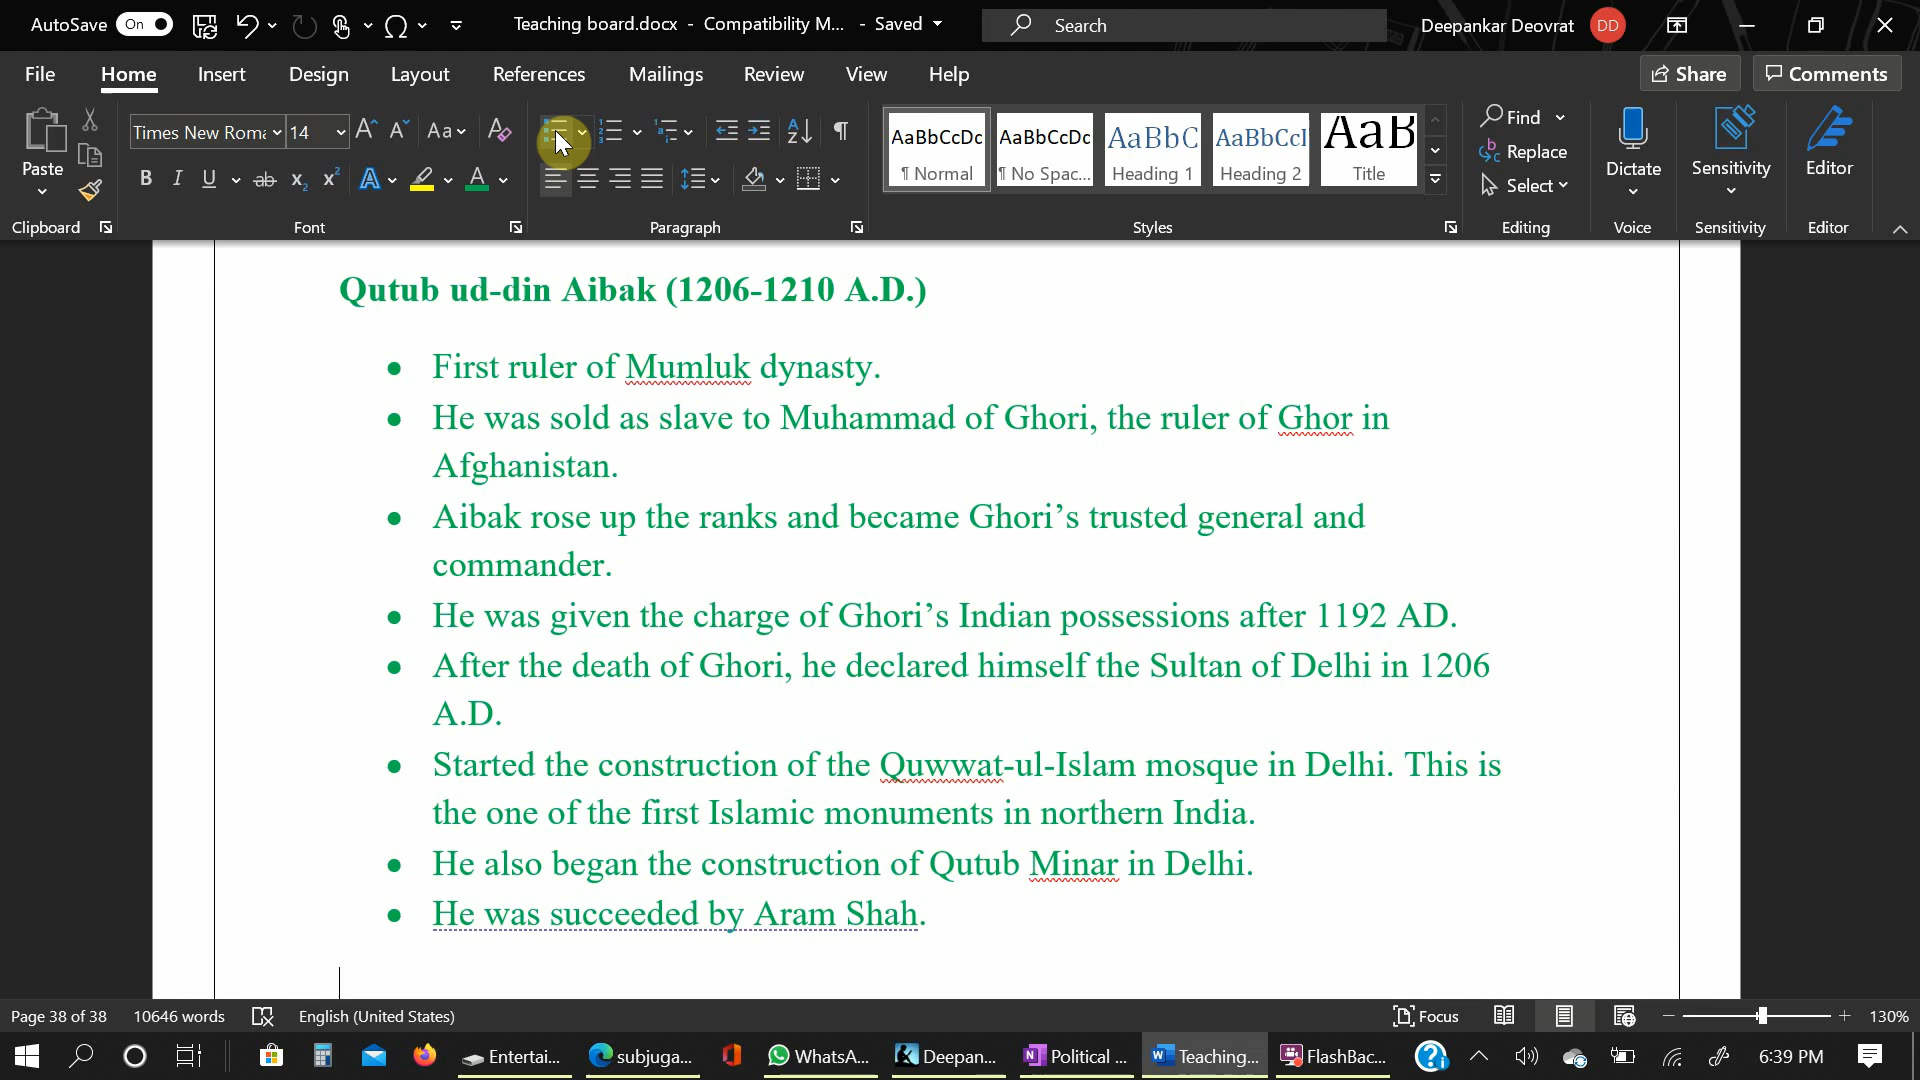 AutoSave On Teaching board.docx - Compatibility M... - Saved Search Deepankar Deovrat DD
File Home Insert Design Layout References Mailings Review View Help Share Comments
Times New Roma 14 Aa AaBbCcDc AaBbCcDc AaBbC AaBbCcI AaB Find
Paste Replace Dictate Sensitivity Editor
B I U ab x₂ x² A A ¶ Normal ¶ No Spac... Heading 1 Heading 2 Title Select
Clipboard Font Paragraph Styles Editing Voice Sensitivity Editor
Qutub ud-din Aibak (1206-1210 A.D.)
• First ruler of Mumluk dynasty.
• He was sold as slave to Muhammad of Ghori, the ruler of Ghor in
Afghanistan.
• Aibak rose up the ranks and became Ghori’s trusted general and
commander.
• He was given the charge of Ghori’s Indian possessions after 1192 AD.
• After the death of Ghori, he declared himself the Sultan of Delhi in 1206
A.D.
• Started the construction of the Quwwat-ul-Islam mosque in Delhi. This is
the one of the first Islamic monuments in northern India.
• He also began the construction of Qutub Minar in Delhi.
• He was succeeded by Aram Shah.
Page 38 of 38 10646 words English (United States) Focus 130%
Entertai... subjuga... WhatsA... Deepan... Political ... Teaching... FlashBac... 6:39 PM